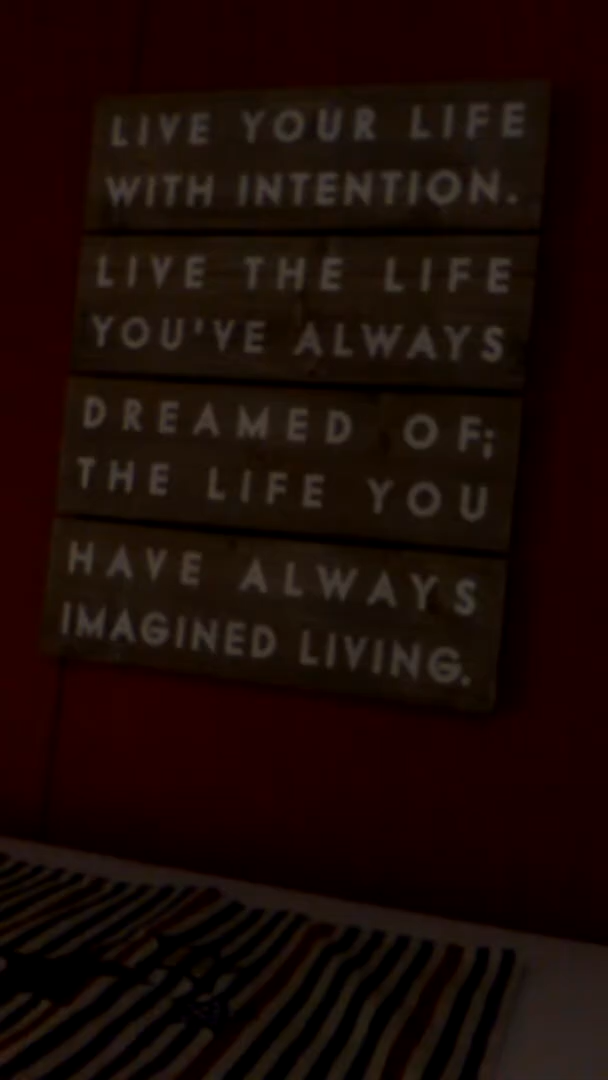 LIVE YOUR LIFE
WITH INTENTION.
LIVE THE LIFE
YOU'VE ALWAYS
DREAMED OF;
THE LIFE YOU
HAVE ALWAYS
IMAGINED LIVING.